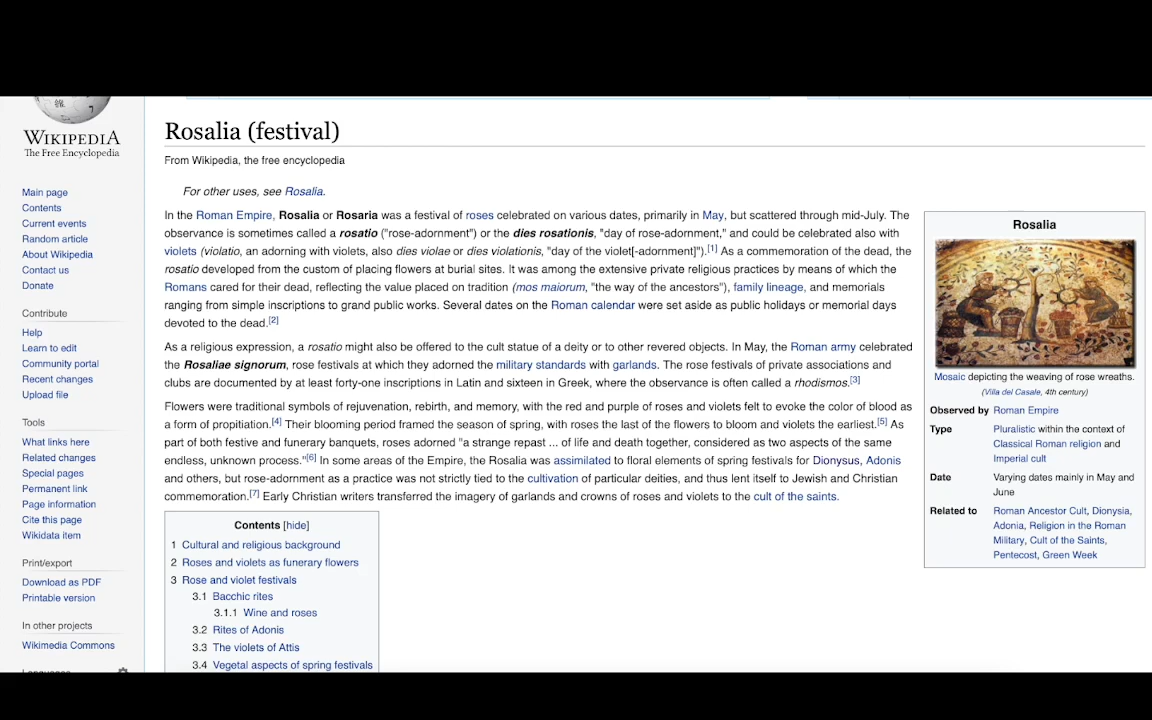 WIKIPEDIA
The Free Encyclopedia
Main page
Contents
Current events
Random article
About Wikipedia
Contact us
Donate
Contribute
Help
Learn to edit
Community portal
Recent changes
Upload file
Tools
What links here
Related changes
Special pages
Permanent link
Page information
Cite this page
Wikidata item
Print/export
Download as PDF
Printable version
In other projects
Wikimedia Commons
Languages
Rosalia (festival)
From Wikipedia, the free encyclopedia
For other uses, see Rosalia.
In the Roman Empire, Rosalia or Rosaria was a festival of roses celebrated on various dates, primarily in May, but scattered through mid-July. The
observance is sometimes called a rosatio ("rose-adornment") or the dies rosationis, "day of rose-adornment," and could be celebrated also with
violets (violatio, an adorning with violets, also dies violae or dies violationis, "day of the violet[-adornment]").[1] As a commemoration of the dead, the
rosatio developed from the custom of placing flowers at burial sites. It was among the extensive private religious practices by means of which the
Romans cared for their dead, reflecting the value placed on tradition (mos maiorum, "the way of the ancestors"), family lineage, and memorials
ranging from simple inscriptions to grand public works. Several dates on the Roman calendar were set aside as public holidays or memorial days
devoted to the dead.[2]
As a religious expression, a rosatio might also be offered to the cult statue of a deity or to other revered objects. In May, the Roman army celebrated
the Rosaliae signorum, rose festivals at which they adorned the military standards with garlands. The rose festivals of private associations and
clubs are documented by at least forty-one inscriptions in Latin and sixteen in Greek, where the observance is often called a rhodismos.[3]
Flowers were traditional symbols of rejuvenation, rebirth, and memory, with the red and purple of roses and violets felt to evoke the color of blood as
a form of propitiation.[4] Their blooming period framed the season of spring, with roses the last of the flowers to bloom and violets the earliest.[5] As
part of both festive and funerary banquets, roses adorned "a strange repast ... of life and death together, considered as two aspects of the same
endless, unknown process."[6] In some areas of the Empire, the Rosalia was assimilated to floral elements of spring festivals for Dionysus, Adonis
and others, but rose-adornment as a practice was not strictly tied to the cultivation of particular deities, and thus lent itself to Jewish and Christian
commemoration.[7] Early Christian writers transferred the imagery of garlands and crowns of roses and violets to the cult of the saints.
Contents [hide]
1 Cultural and religious background
2 Roses and violets as funerary flowers
3 Rose and violet festivals
3.1 Bacchic rites
3.1.1 Wine and roses
3.2 Rites of Adonis
3.3 The violets of Attis
3.4 Vegetal aspects of spring festivals
Rosalia
Mosaic depicting the weaving of rose wreaths.
(Villa del Casale, 4th century)
Observed by Roman Empire
Type Pluralistic within the context of
Classical Roman religion and
Imperial cult
Date Varying dates mainly in May and
June
Related to Roman Ancestor Cult, Dionysia,
Adonia, Religion in the Roman
Military, Cult of the Saints,
Pentecost, Green Week